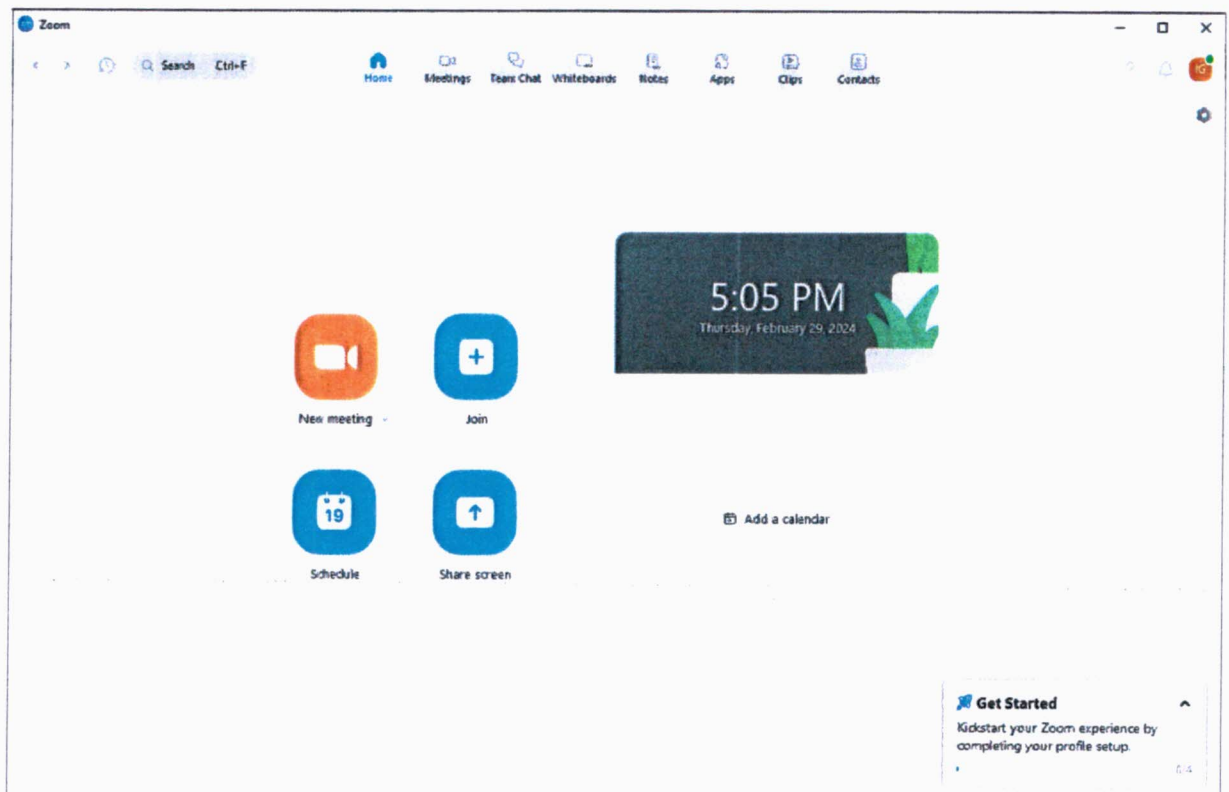 Zoom
Search Ctrl+F
Home Meetings Team Chat Whiteboards Notes Apps Clips Contacts
5:05 PM
Thursday, February 29, 2024
New meeting
Join
19
Schedule
Share screen
Add a calendar
Get Started
Kickstart your Zoom experience by
completing your profile setup.